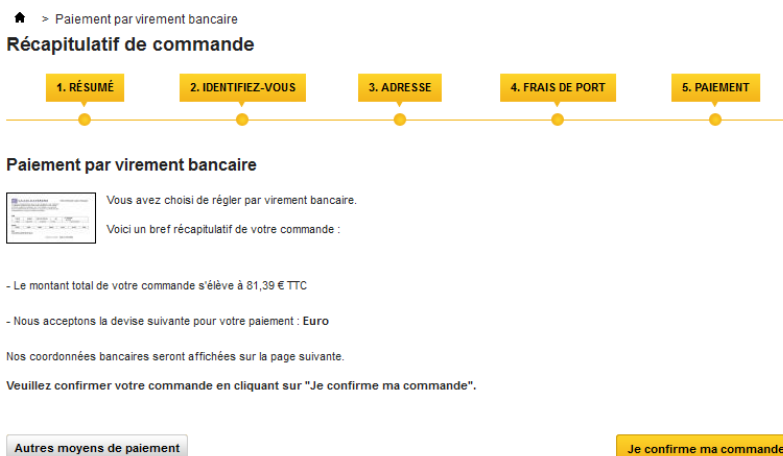 > Paiement par virement bancaire
Récapitulatif de commande
1. RÉSUMÉ
2. IDENTIFIEZ-VOUS
3. ADRESSE
4. FRAIS DE PORT
5. PAIEMENT
Paiement par virement bancaire
Vous avez choisi de régler par virement bancaire.
Voici un bref récapitulatif de votre commande :
- Le montant total de votre commande s'élève à 81,39 € TTC
- Nous acceptons la devise suivante pour votre paiement : Euro
Nos coordonnées bancaires seront affichées sur la page suivante.
Veuillez confirmer votre commande en cliquant sur "Je confirme ma commande".
Autres moyens de paiement
Je confirme ma commande